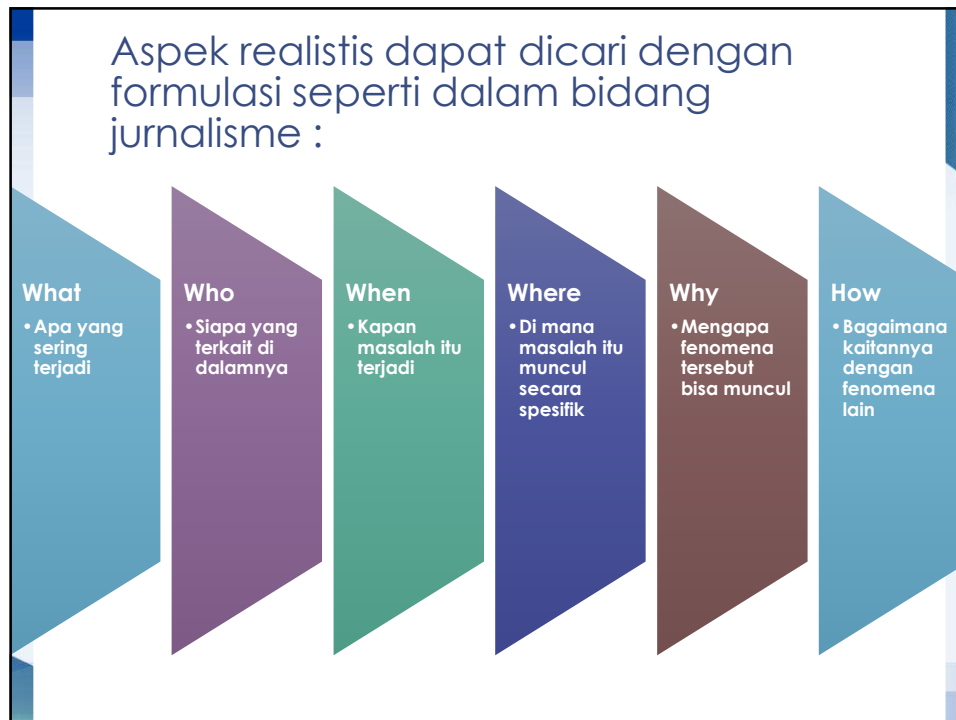 Aspek realistis dapat dicari dengan
formulasi seperti dalam bidang
jurnalisme :
What
•Apa yang
sering
terjadi
Who
•Siapa yang
terkait di
dalamnya
When
•Kapan
masalah itu
terjadi
Where
•Di mana
masalah itu
muncul
secara
spesifik
Why
•Mengapa
fenomena
tersebut
bisa muncul
How
•Bagaimana
kaitannya
dengan
fenomena
lain